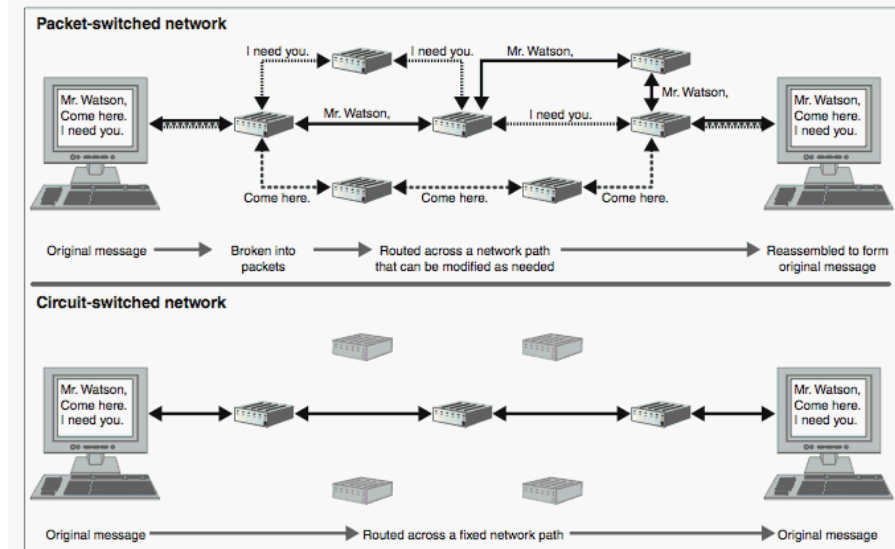 Packet-switched network
I need you.
I need you.
Mr. Watson,
Mr. Watson,
Come here.
I need you.
Mr. Watson,
I need you.
Mr. Watson,
Mr. Watson,
Come here.
I need you.
Come here.
Come here.
Come here.
Original message
Broken into
packets
Routed across a network path
that can be modified as needed
Reassembled to form
original message
Circuit-switched network
Mr. Watson,
Come here.
I need you.
Mr. Watson,
Come here.
I need you.
Original message
Routed across a fixed network path
Original message